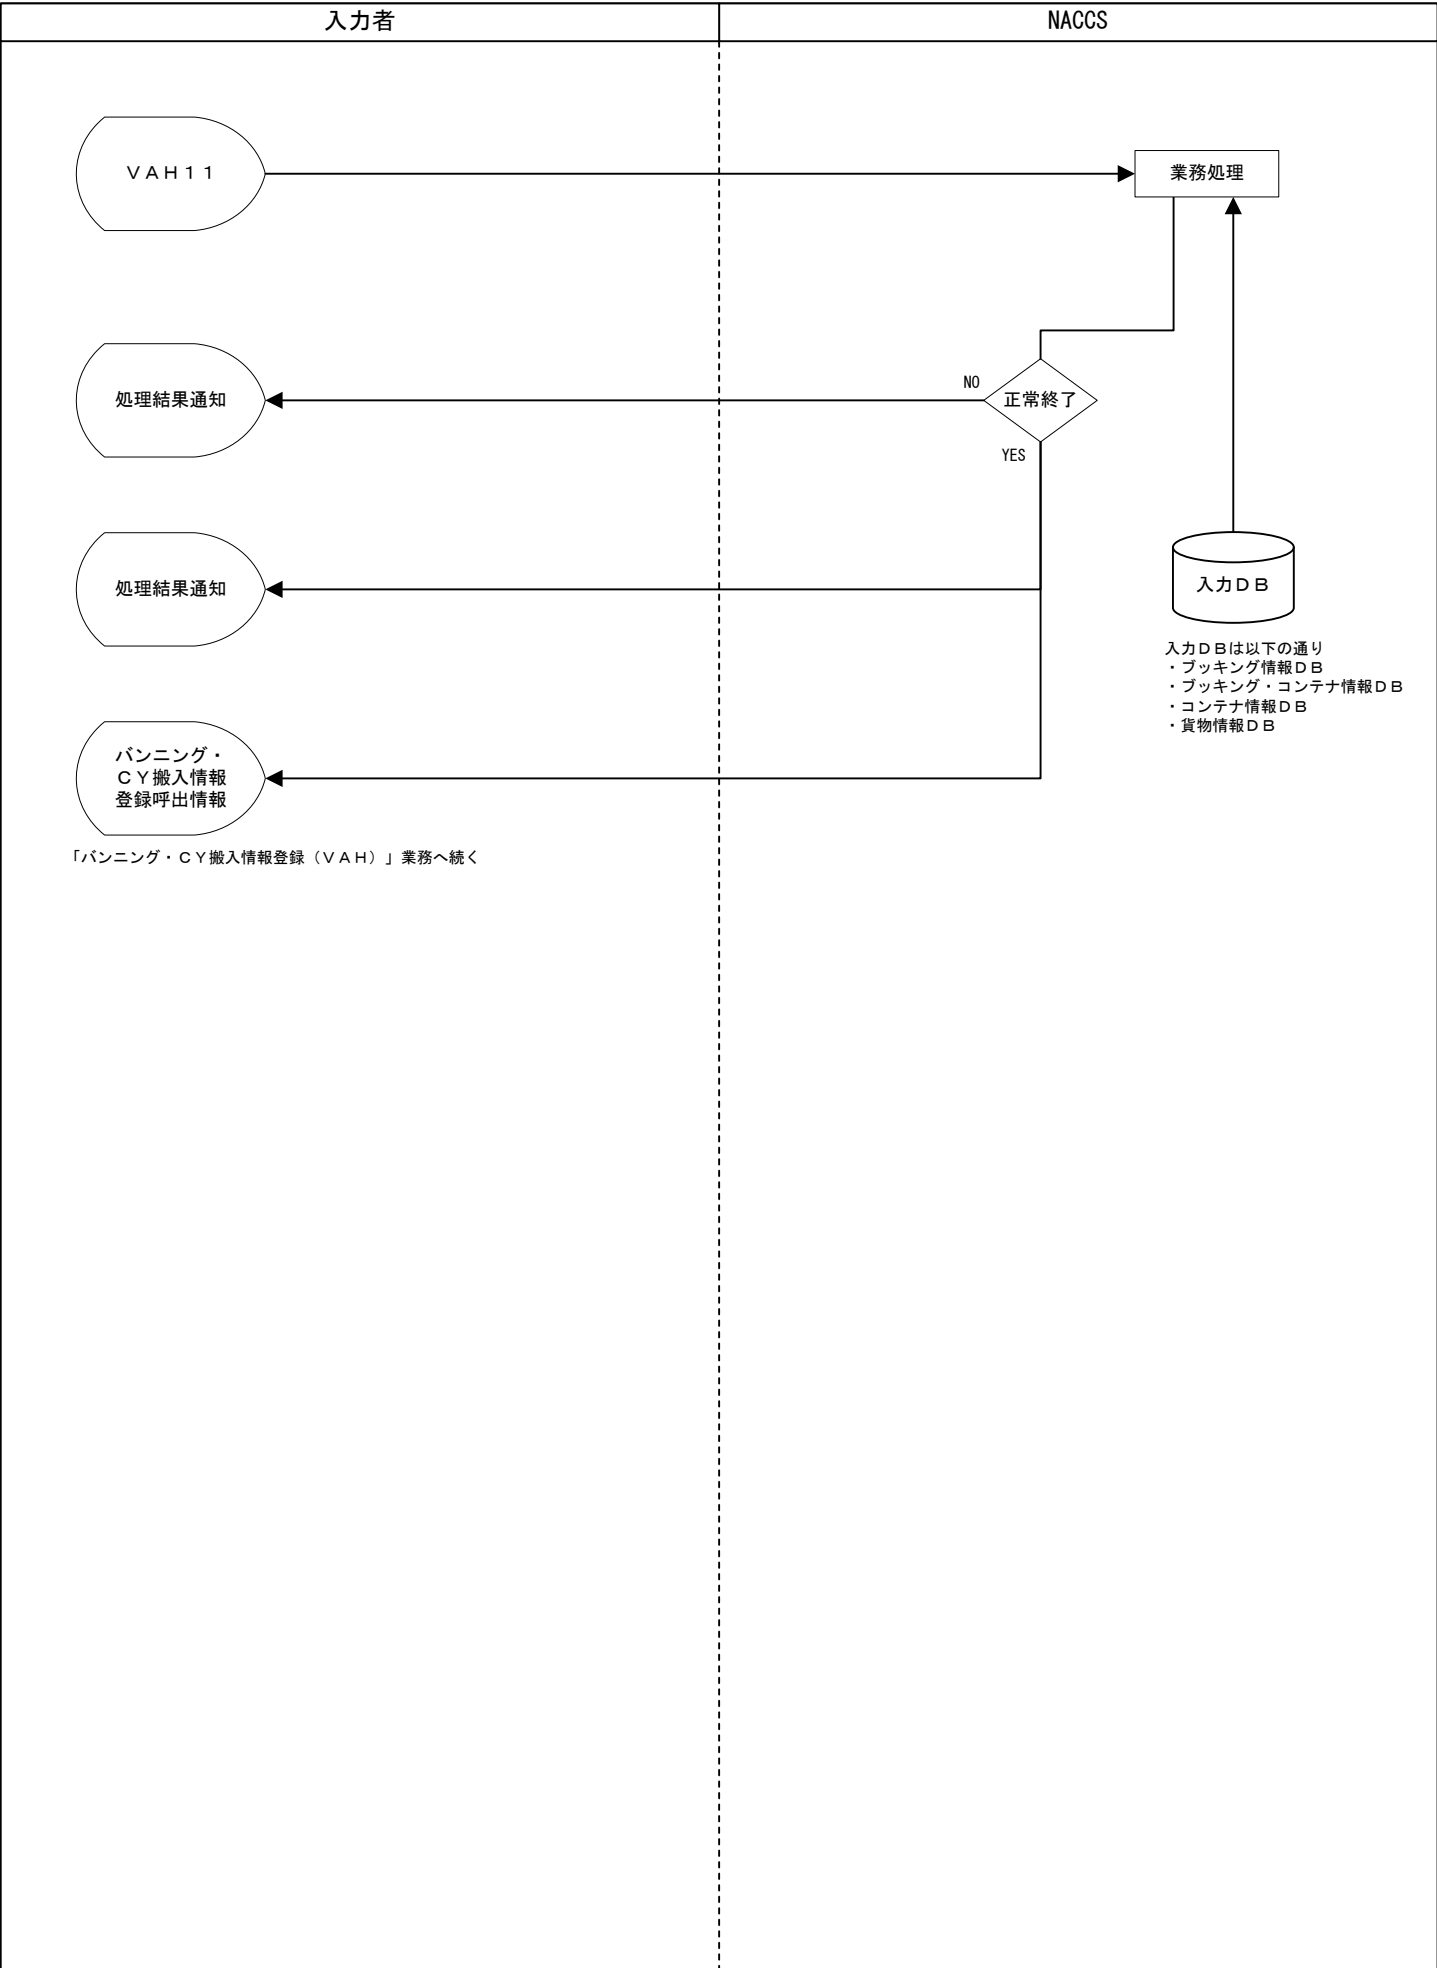 入力者
NACCS
ＶＡＨ１１
業務処理
処理結果通知
NO
正常終了
YES
処理結果通知
入力ＤＢ
入力ＤＢは以下の通り
・ブッキング情報ＤＢ
・ブッキング・コンテナ情報ＤＢ
・コンテナ情報ＤＢ
・貨物情報ＤＢ
バンニング・
ＣＹ搬入情報
登録呼出情報
「バンニング・ＣＹ搬入情報登録（ＶＡＨ）」業務へ続く